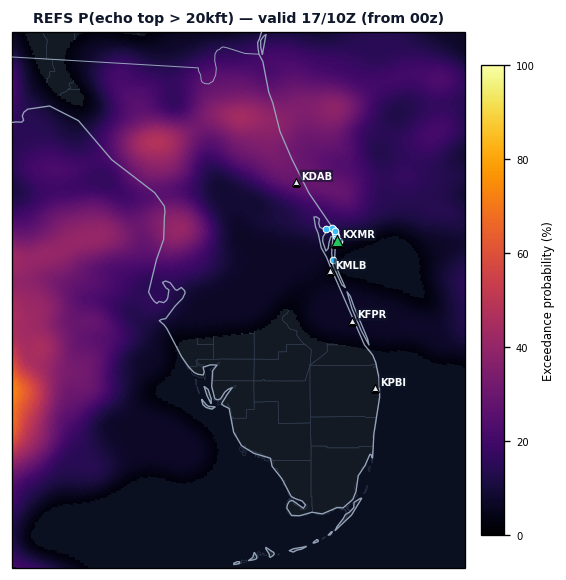 REFS P(echo top > 20kft) — valid 17/10Z (from 00z)
KDAB
KXMR
KMLB
KFPR
KPBI
100
80
60
40
20
0
Exceedance probability (%)